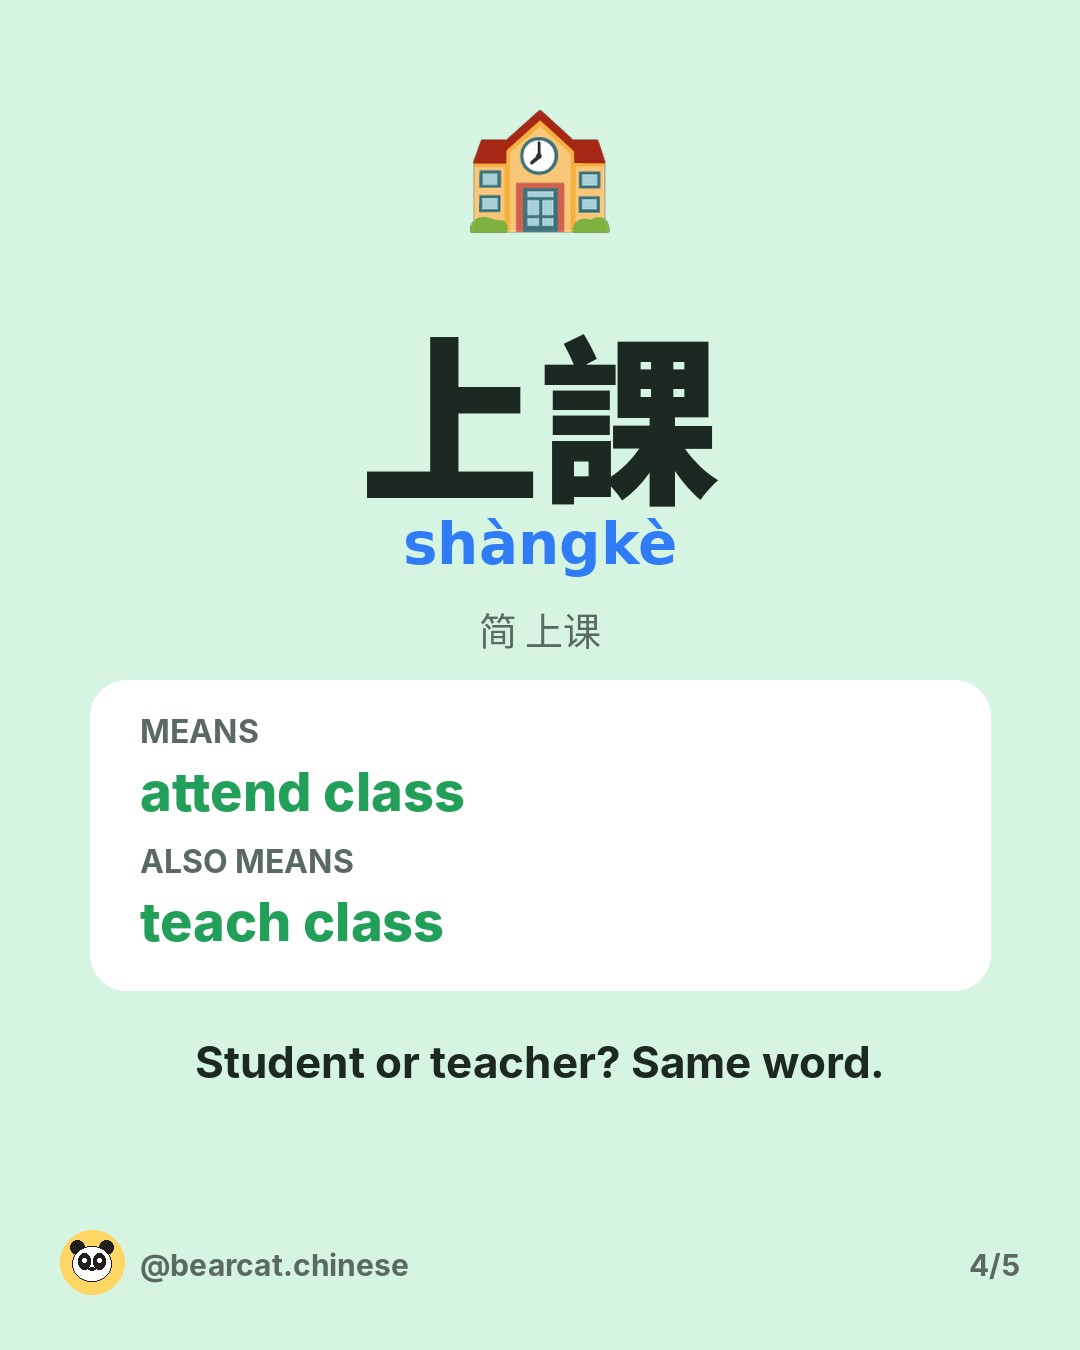 上課
shàngkè
简 上课
MEANS
attend class
ALSO MEANS
teach class
Student or teacher? Same word.
@bearcat.chinese
4/5